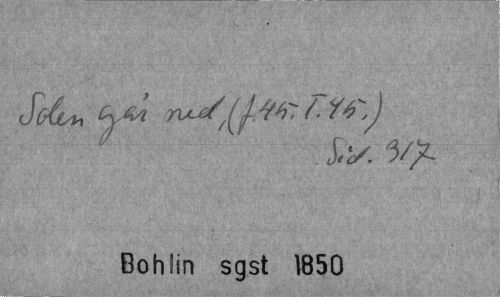 Solen går ned, (f. 45. T. 45.)
Sid. 317
Bohlin sgst 1850